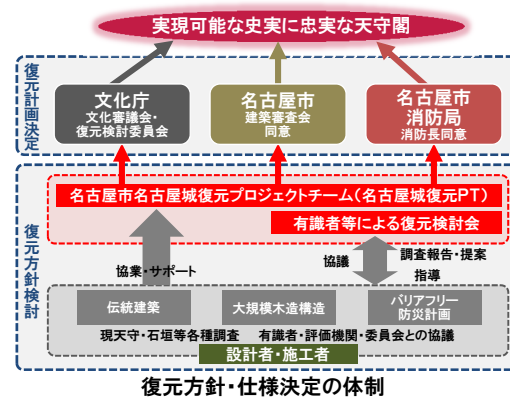 実現可能な史実に忠実な天守閣
復元計画決定
文化庁
文化審議会・
復元検討委員会
名古屋市
建築審査会
同意
名古屋市
消防局
消防長同意
復元方針検討
名古屋市名古屋城復元プロジェクトチーム(名古屋城復元PT)
有識者等による復元検討会
協業・サポート
協議
調査報告・提案
指導
伝統建築
大規模木造構造
バリアフリー
防災計画
現天守・石垣等各種調査 有識者・評価機関・委員会との協議
設計者・施工者
復元方針・仕様決定の体制